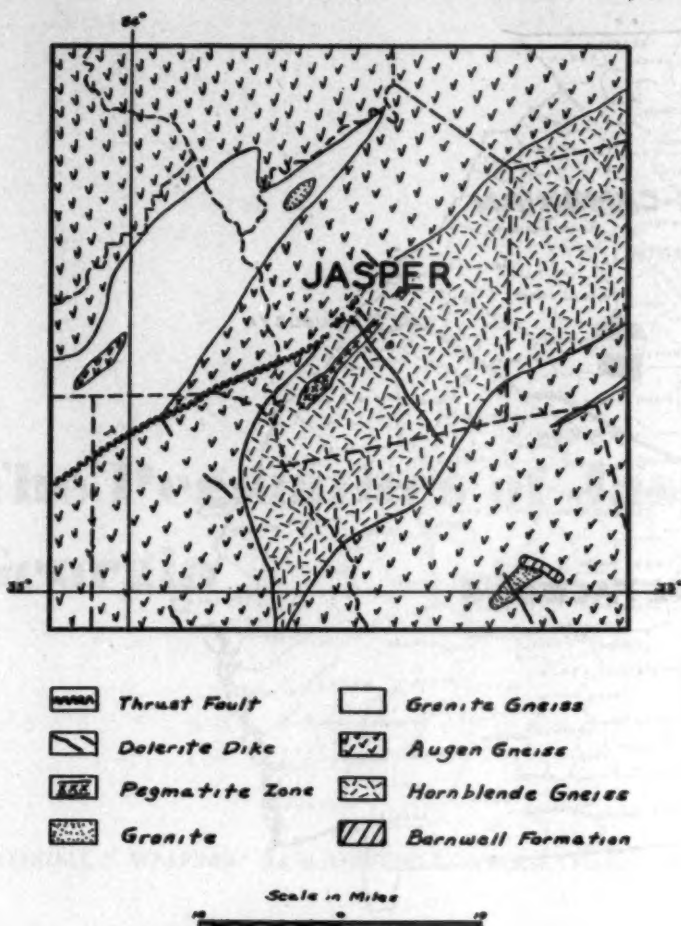 84°
JASPER
33° 33°
Thrust Fault Granite Gneiss
Dolerite Dike Augen Gneiss
Pegmatite Zone Hornblende Gneiss
Granite Barnwell Formation
Scale in Miles
10 0 10